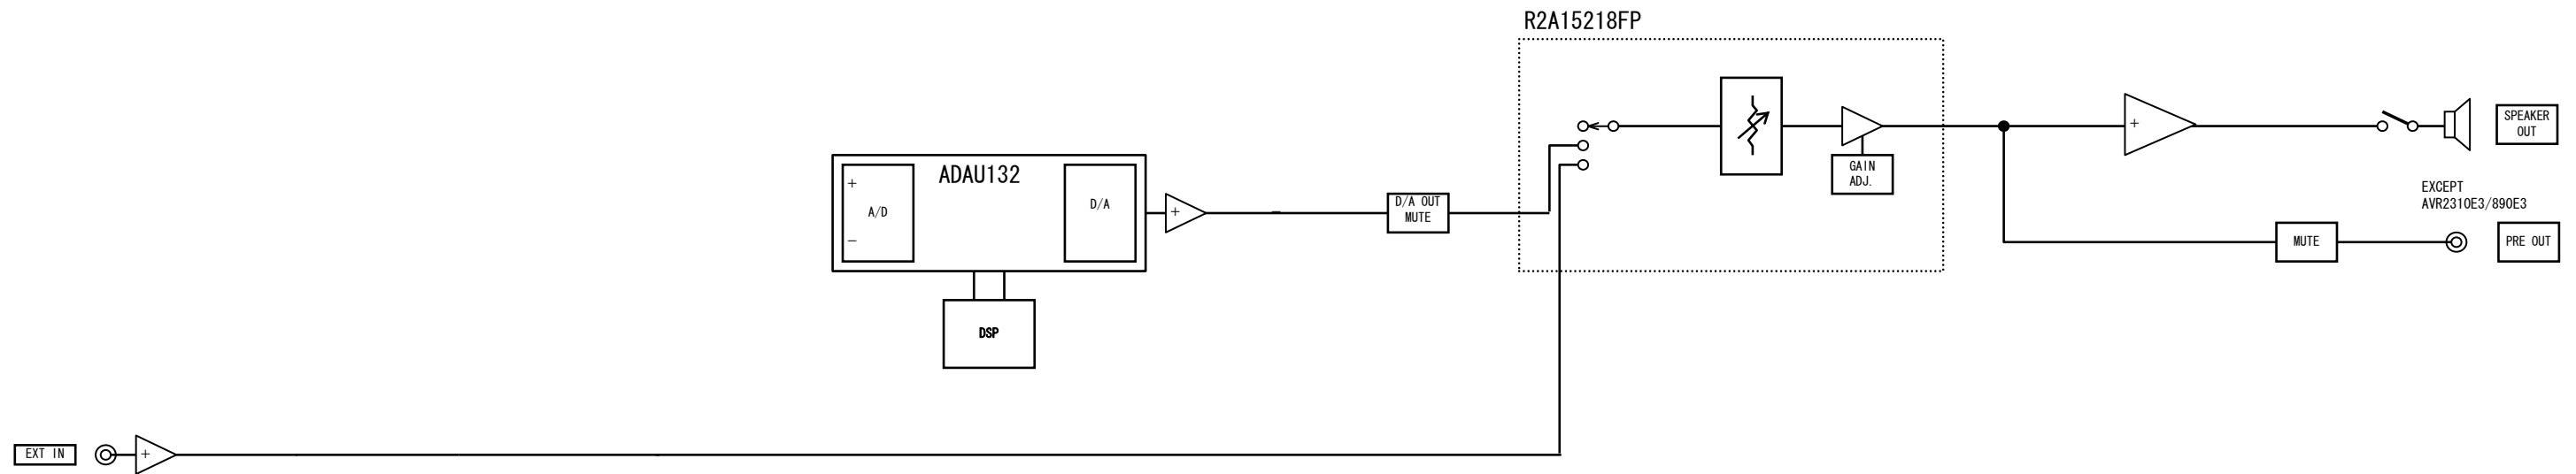 R2A15218FP
SPEAKER
OUT
+
GAIN
ADJ.
ADAU132
+
A/D
−
D/A
+
D/A OUT
MUTE
EXCEPT
AVR2310E3/890E3
MUTE
PRE OUT
DSP
EXT IN
+